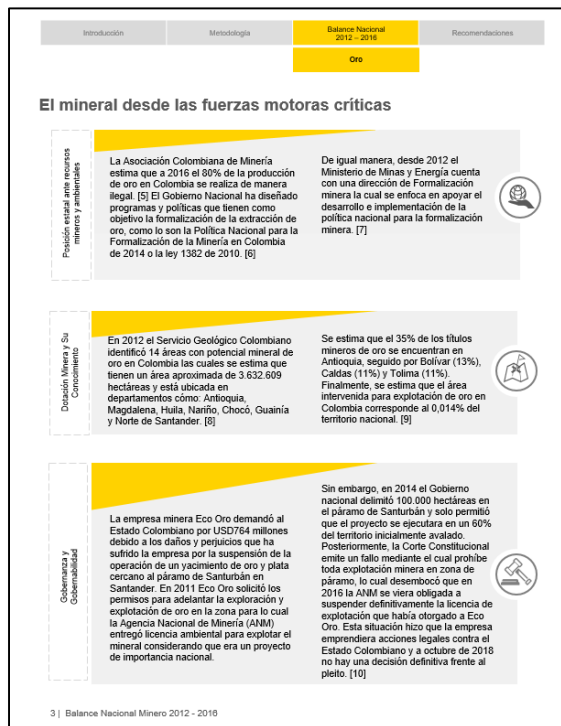 Introducción
Metodología
Balance Nacional
2012 – 2016
Recomendaciones
Oro
El mineral desde las fuerzas motoras críticas
Posición estatal ante recursos
mineros y ambientales
La Asociación Colombiana de Minería
estima que a 2016 el 80% de la producción
de oro en Colombia se realiza de manera
ilegal. [5] El Gobierno Nacional ha diseñado
programas y políticas que tienen como
objetivo la formalización de la extracción de
oro, como lo son la Política Nacional para la
Formalización de la Minería en Colombia
de 2014 o la ley 1382 de 2010. [6]
De igual manera, desde 2012 el
Ministerio de Minas y Energía cuenta
con una dirección de Formalización
minera la cual se enfoca en apoyar el
desarrollo e implementación de la
política nacional para la formalización
minera. [7]
Dotación Minera y Su
Conocimiento
En 2012 el Servicio Geológico Colombiano
identificó 14 áreas con potencial mineral de
oro en Colombia las cuales se estima que
tienen un área aproximada de 3.632.609
hectáreas y está ubicada en
departamentos cómo: Antioquia,
Magdalena, Huila, Nariño, Chocó, Guainía
y Norte de Santander. [8]
Se estima que el 35% de los títulos
mineros de oro se encuentran en
Antioquia, seguido por Bolívar (13%),
Caldas (11%) y Tolima (11%).
Finalmente, se estima que el área
intervenida para explotación de oro en
Colombia corresponde al 0,014% del
territorio nacional. [9]
Gobernanza y
Gobernabilidad
La empresa minera Eco Oro demandó al
Estado Colombiano por USD764 millones
debido a los daños y perjuicios que ha
sufrido la empresa por la suspensión de la
operación de un yacimiento de oro y plata
cercano al páramo de Santurbán en
Santander. En 2011 Eco Oro solicitó los
permisos para adelantar la exploración y
explotación de oro en la zona para lo cual la
Agencia Nacional de Minería (ANM)
entregó licencia ambiental para explotar el
mineral considerando que era un proyecto
de importancia nacional.
Sin embargo, en 2014 el Gobierno
nacional delimitó 100.000 hectáreas en
el páramo de Santurbán y solo permitió
que el proyecto se ejecutara en un 60%
del territorio inicialmente avalado.
Posteriormente, la Corte Constitucional
emite un fallo mediante el cual prohíbe
toda explotación minera en zona de
páramo, lo cual desembocó que en
2016 la ANM se viera obligada a
suspender definitivamente la licencia de
explotación que había otorgado a Eco
Oro. Esta situación hizo que la empresa
emprendiera acciones legales contra el
Estado Colombiano y a octubre de 2018
no hay una decisión definitiva frente al
pleito. [10]
3 | Balance Nacional Minero 2012 - 2016